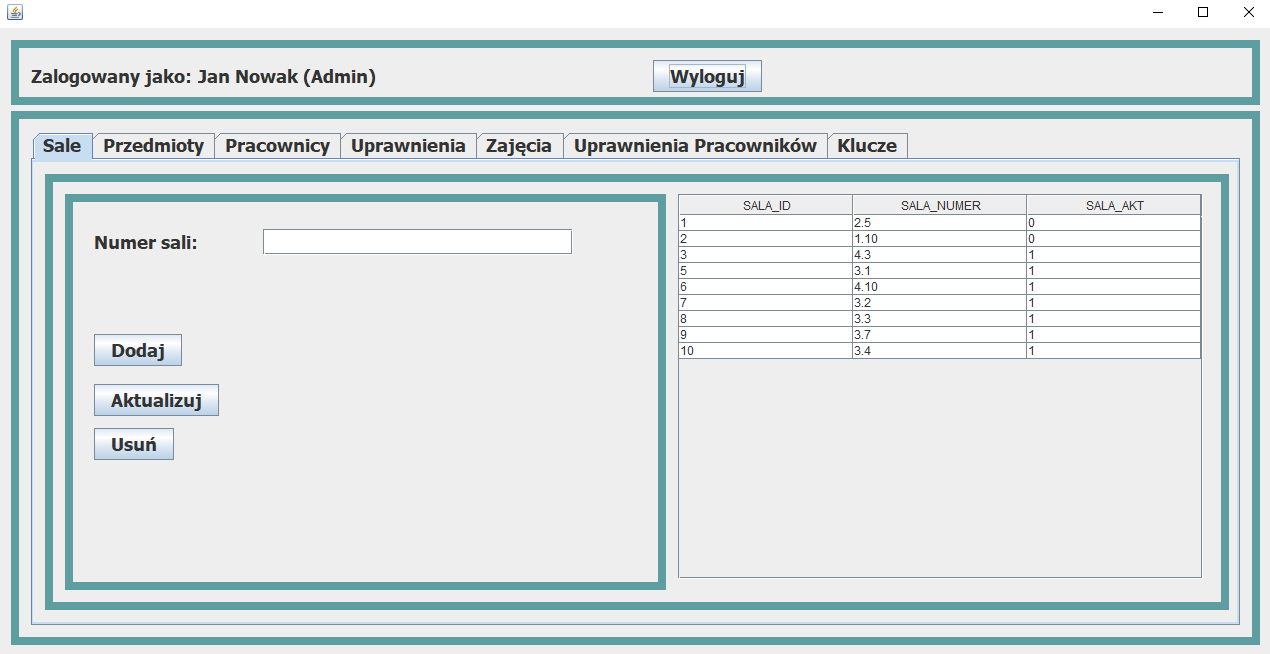 Zalogowany jako: Jan Nowak (Admin) Wyloguj
Sale Przedmioty Pracownicy Uprawnienia Zajęcia Uprawnienia Pracowników Klucze
Numer sali:
Dodaj
Aktualizuj
Usuń
SALA_ID SALA_NUMER SALA_AKT
1 2.5 0
2 1.10 0
3 4.3 1
5 3.1 1
6 4.10 1
7 3.2 1
8 3.3 1
9 3.7 1
10 3.4 1